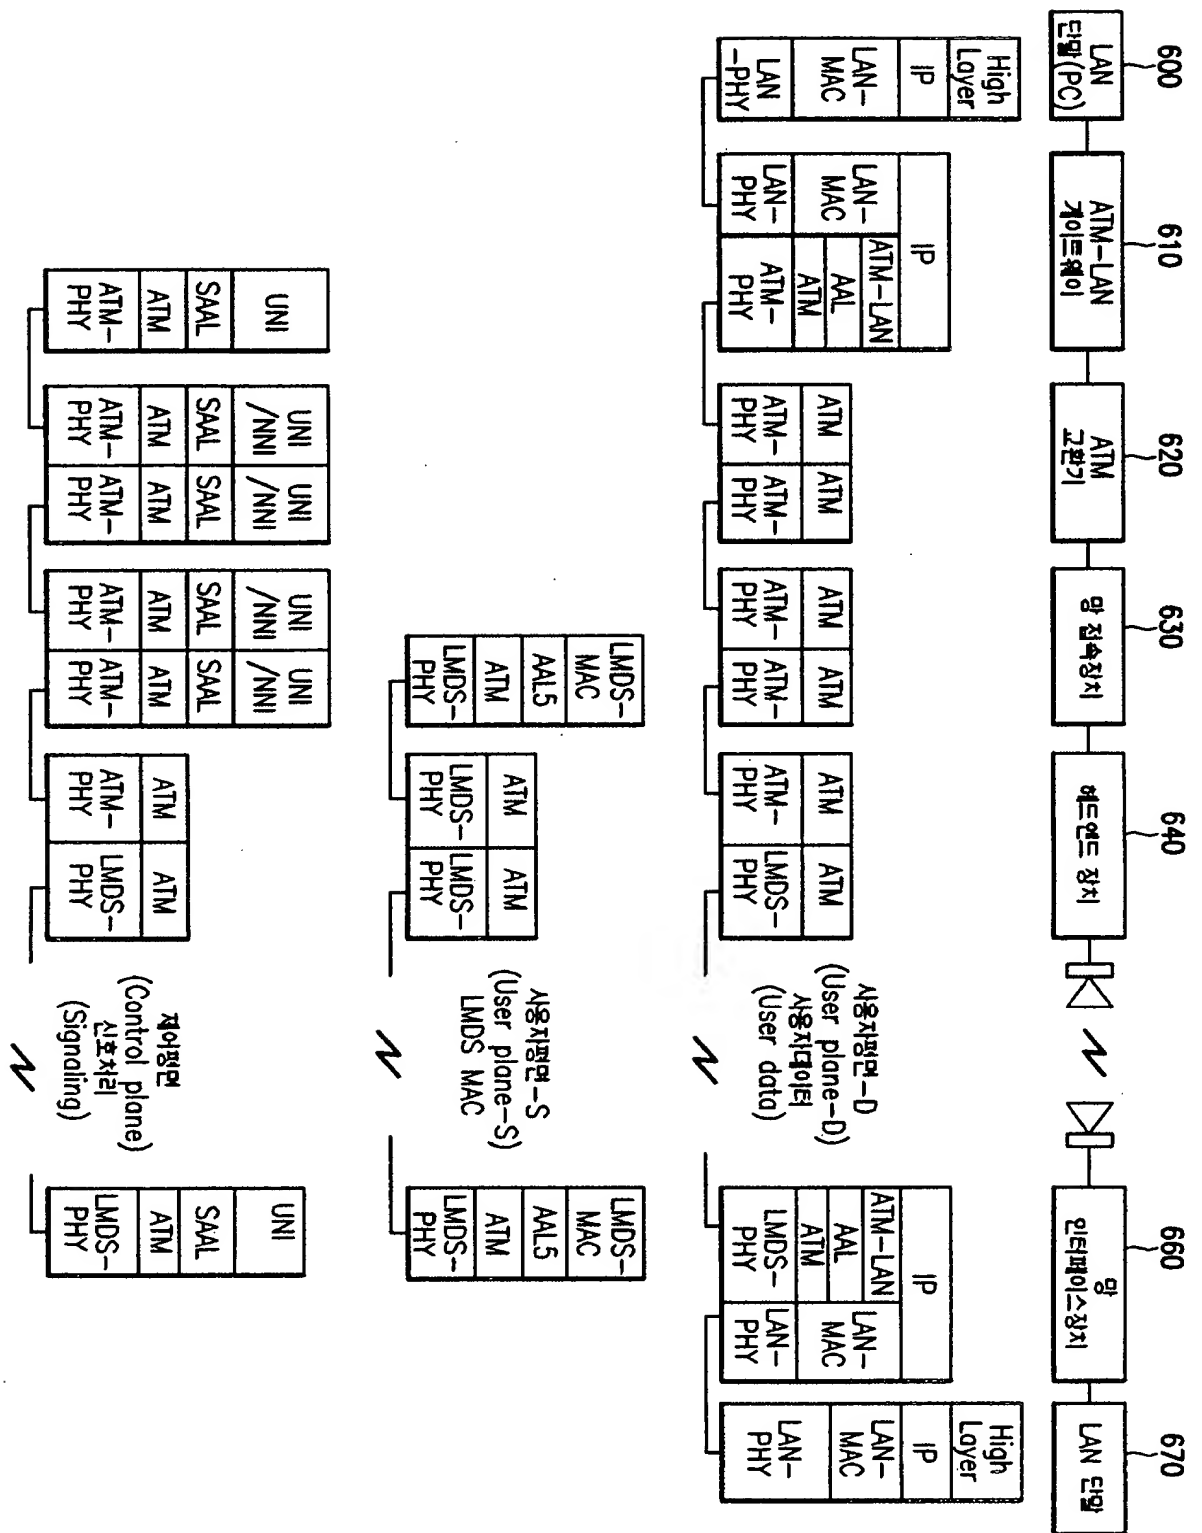 600
610
620
630
640
660
670
LAN
단말(PC)
ATM-LAN
게이트웨이
ATM
교환기
망 접속장치
헤드엔드 장치
망
인터페이스장치
LAN 단말
High
Layer
IP
LAN-
MAC
LAN
-PHY
IP
LAN-
MAC
LAN-
PHY
ATM-LAN
AAL
ATM
ATM-
PHY
ATM
ATM-
PHY
ATM
ATM-
PHY
ATM
ATM-
PHY
ATM
ATM-
PHY
ATM
ATM-
PHY
ATM
LMDS-
PHY
사용자평면-D
(User plane-D)
사용자데이터
(User data)
IP
ATM-LAN
AAL
ATM
LMDS-
PHY
LAN-
MAC
LAN-
PHY
High
Layer
IP
LAN-
MAC
LAN-
PHY
LMDS-
MAC
AAL5
ATM
LMDS-
PHY
ATM
LMDS-
PHY
ATM
LMDS-
PHY
사용자평면-S
(User plane-S)
LMDS MAC
LMDS-
MAC
AAL5
ATM
LMDS-
PHY
UNI
SAAL
ATM
ATM-
PHY
UNI
/NNI
SAAL
ATM
ATM-
PHY
UNI
/NNI
SAAL
ATM
ATM-
PHY
UNI
/NNI
SAAL
ATM
ATM-
PHY
UNI
/NNI
SAAL
ATM
ATM-
PHY
ATM
ATM-
PHY
ATM
LMDS-
PHY
제어평면
(Control plane)
신호처리
(Signaling)
UNI
SAAL
ATM
LMDS-
PHY